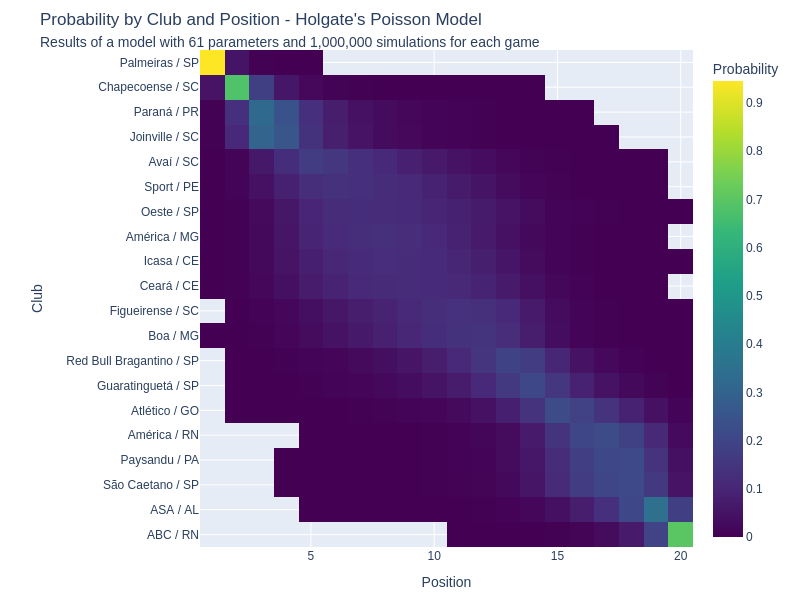 Probability by Club and Position - Holgate's Poisson Model
Results of a model with 61 parameters and 1,000,000 simulations for each game
Palmeiras / SP
Chapecoense / SC
Paraná / PR
Joinville / SC
Avaí / SC
Sport / PE
Oeste / SP
América / MG
Icasa / CE
Ceará / CE
Figueirense / SC
Boa / MG
Red Bull Bragantino / SP
Guaratinguetá / SP
Atlético / GO
América / RN
Paysandu / PA
São Caetano / SP
ASA / AL
ABC / RN
Club
5
10
15
20
Position
Probability
0.9
0.8
0.7
0.6
0.5
0.4
0.3
0.2
0.1
0